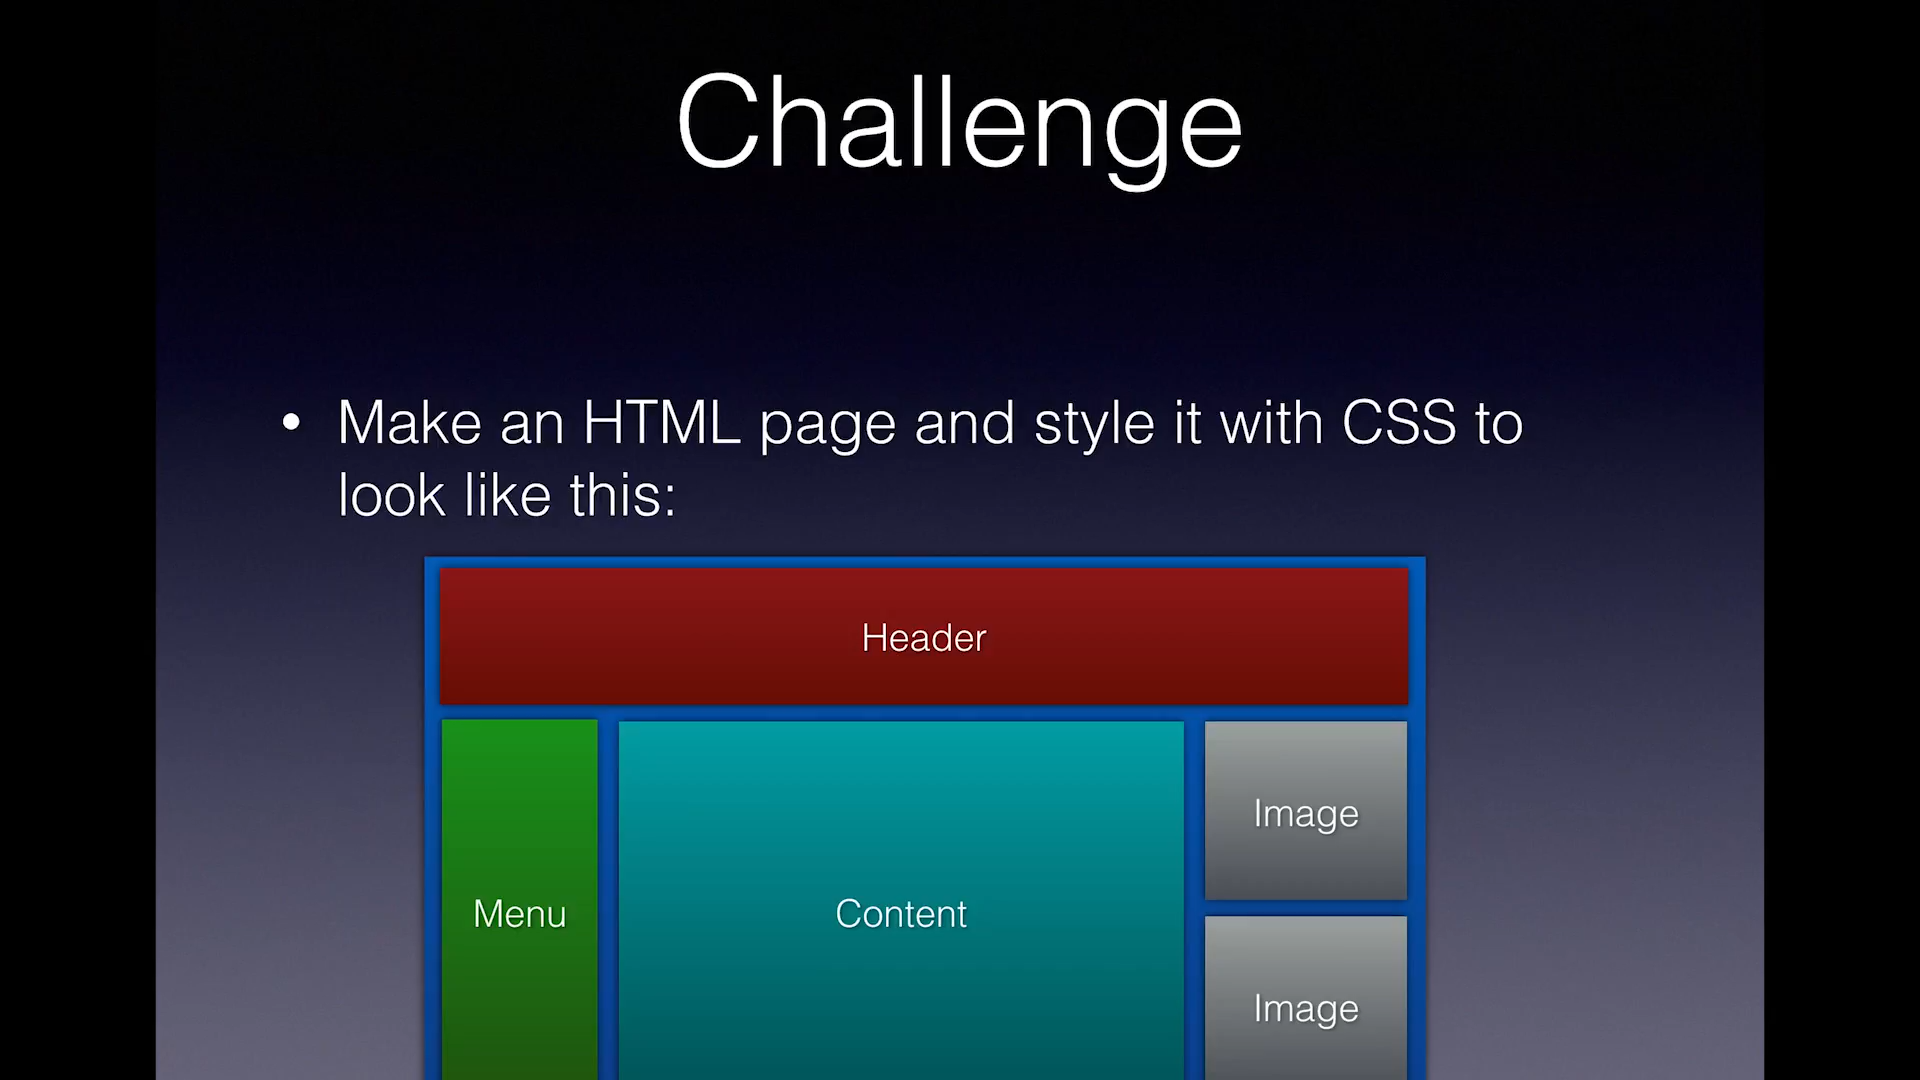 Challenge
• Make an HTML page and style it with CSS to
look like this:
Header
Menu
Content
Image
Image